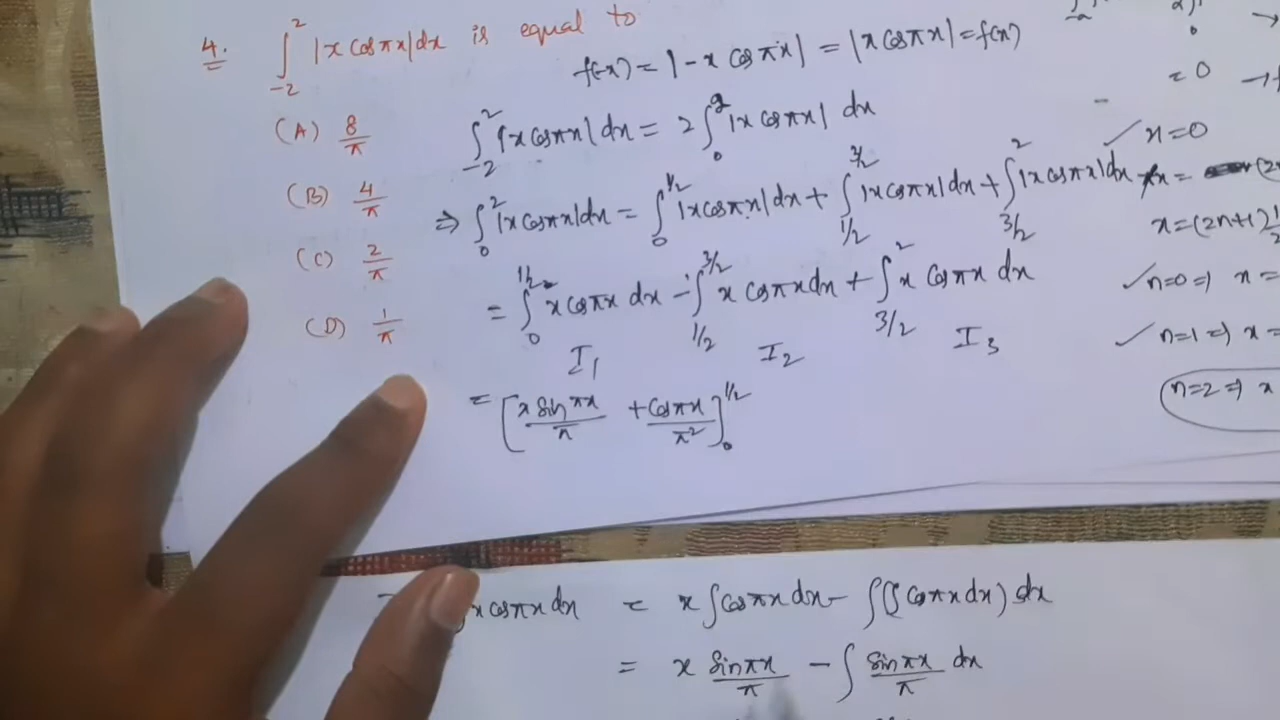 4. ∫_{-2}^{2} |x cos πx| dx is equal to
f(-x) = |-x cos πx| = |x cos πx| = f(x)
(A) 8/π
(B) 4/π
(C) 2/π
(D) 1/π
∫_{-2}^{2} |x cos πx| dx = 2∫_{0}^{2} |x cos πx| dx
⇒ ∫_{0}^{2} |x cos πx| dx = ∫_{0}^{1/2} |x cos πx| dx + ∫_{1/2}^{3/2} |x cos πx| dx + ∫_{3/2}^{2} |x cos πx| dx
= ∫_{0}^{1/2} x cos πx dx - ∫_{1/2}^{3/2} x cos πx dx + ∫_{3/2}^{2} x cos πx dx
I₁ I₂ I₃
= [x sin πx/π + cos πx/π²]_{0}^{1/2}
= 0
x = 0
x = (2n+1)
n=0 ⇒ x =
n=1 ⇒ x =
n=2 ⇒ x
x cos πx dx = x ∫cos πx dx - ∫(∫cos πx dx) dx
= x sin πx/π - ∫ sin πx/π dx